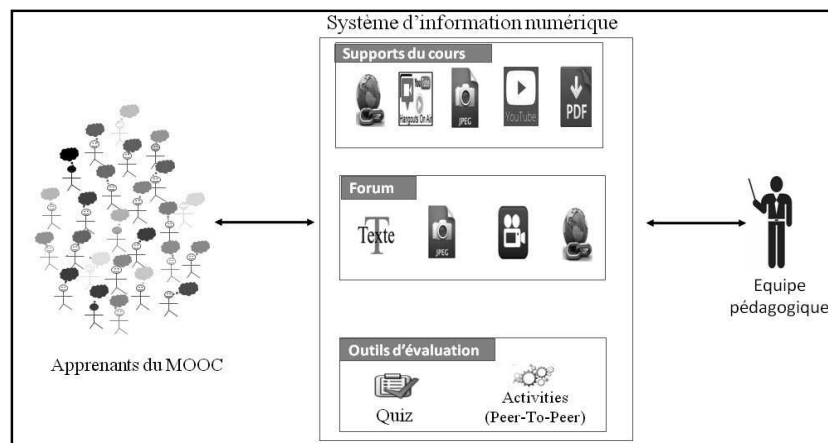 Système d'information numérique
Supports du cours
YouTube
Hangouts On Air
JPEG
YouTube
PDF
Forum
Texte
JPEG
Apprenants du MOOC
Equipe
pédagogique
Outils d'évaluation
Quiz
Activities
(Peer-To-Peer)